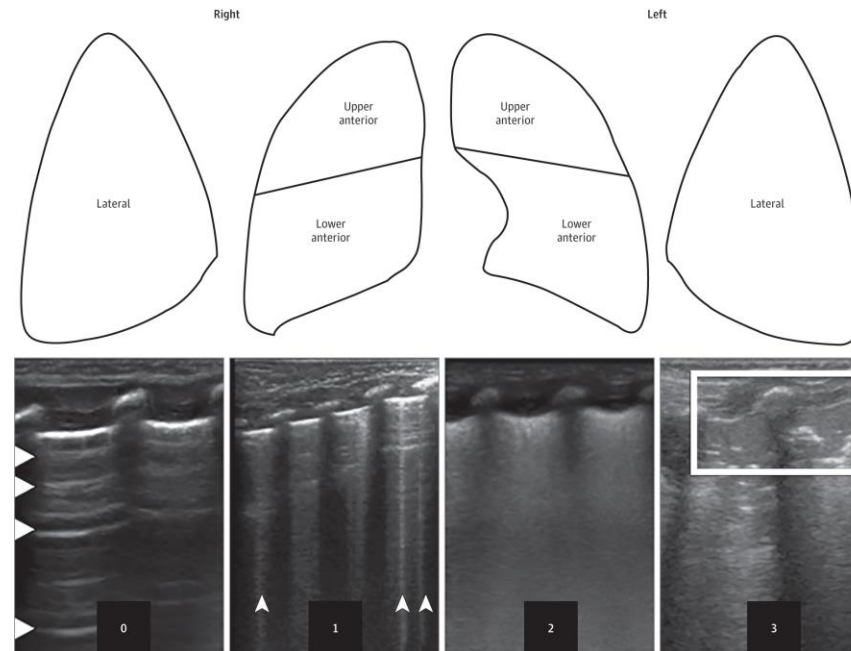 Right
Left
Lateral
Upper
anterior
Lower
anterior
Upper
anterior
Lower
anterior
Lateral
0
1
2
3